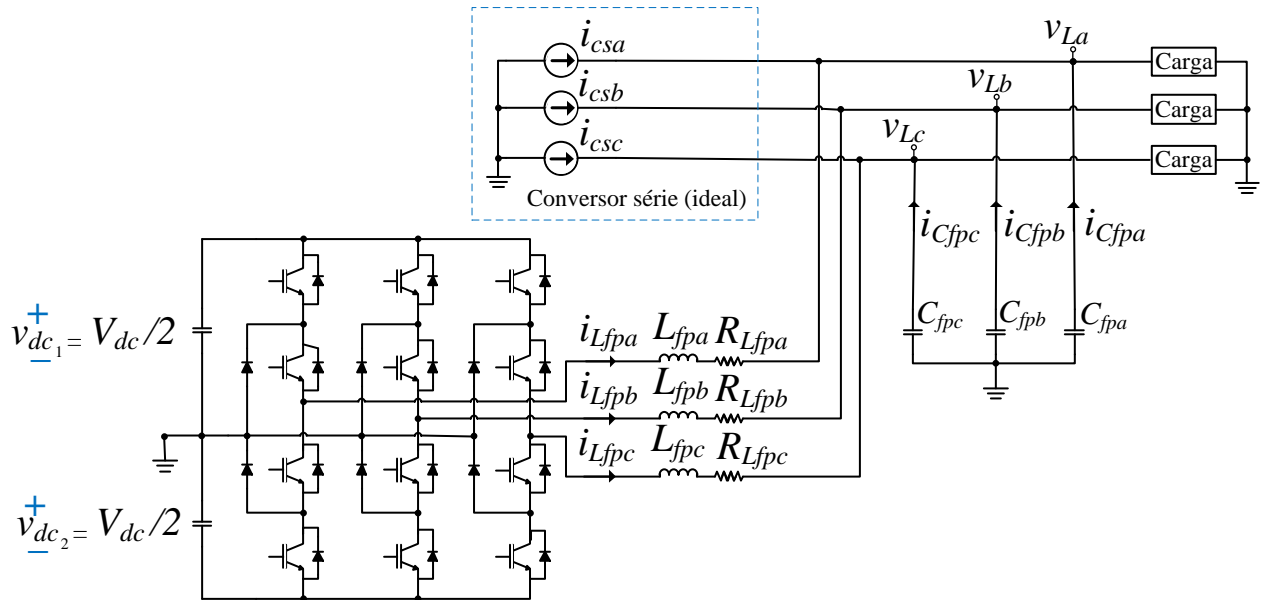 i_csa
v_La
Carga
i_csb
v_Lb
Carga
i_csc
v_Lc
Carga
Conversor série (ideal)
i_Cfpc
i_Cfpb
i_Cfpa
+
v_dc1 = V_dc/2
−
C_fpc
C_fpb
C_fpa
i_Lfpa
L_fpa
R_Lfpa
i_Lfpb
L_fpb
R_Lfpb
i_Lfpc
L_fpc
R_Lfpc
+
v_dc2 = V_dc/2
−